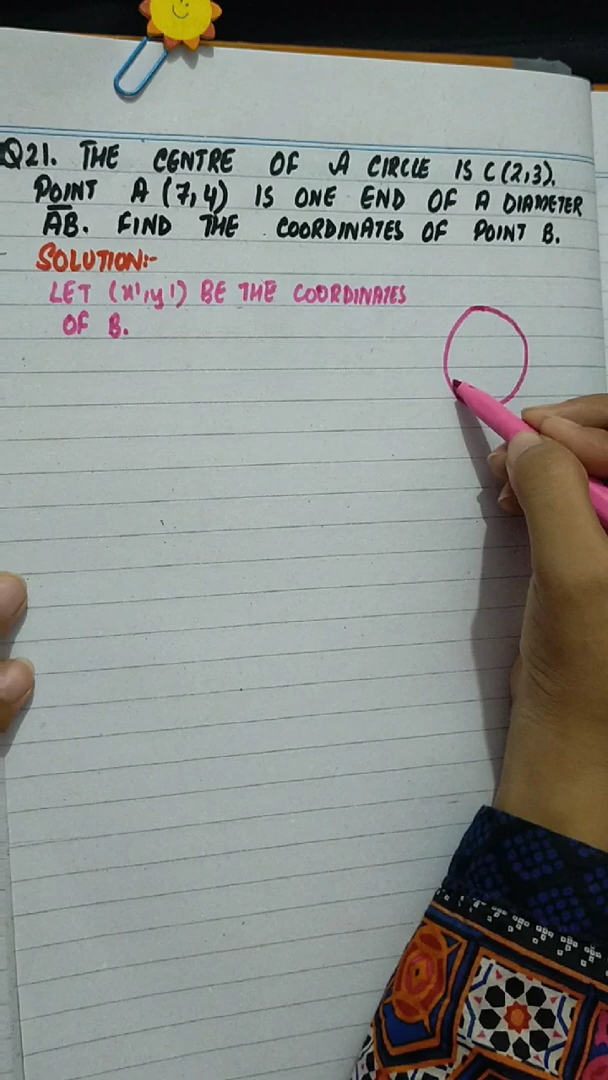 Q21. THE CENTRE OF A CIRCLE IS C(2,3).
POINT A (7,4) IS ONE END OF A DIAMETER
AB. FIND THE COORDINATES OF POINT B.
SOLUTION:-
LET (x',y') BE THE COORDINATES
OF B.